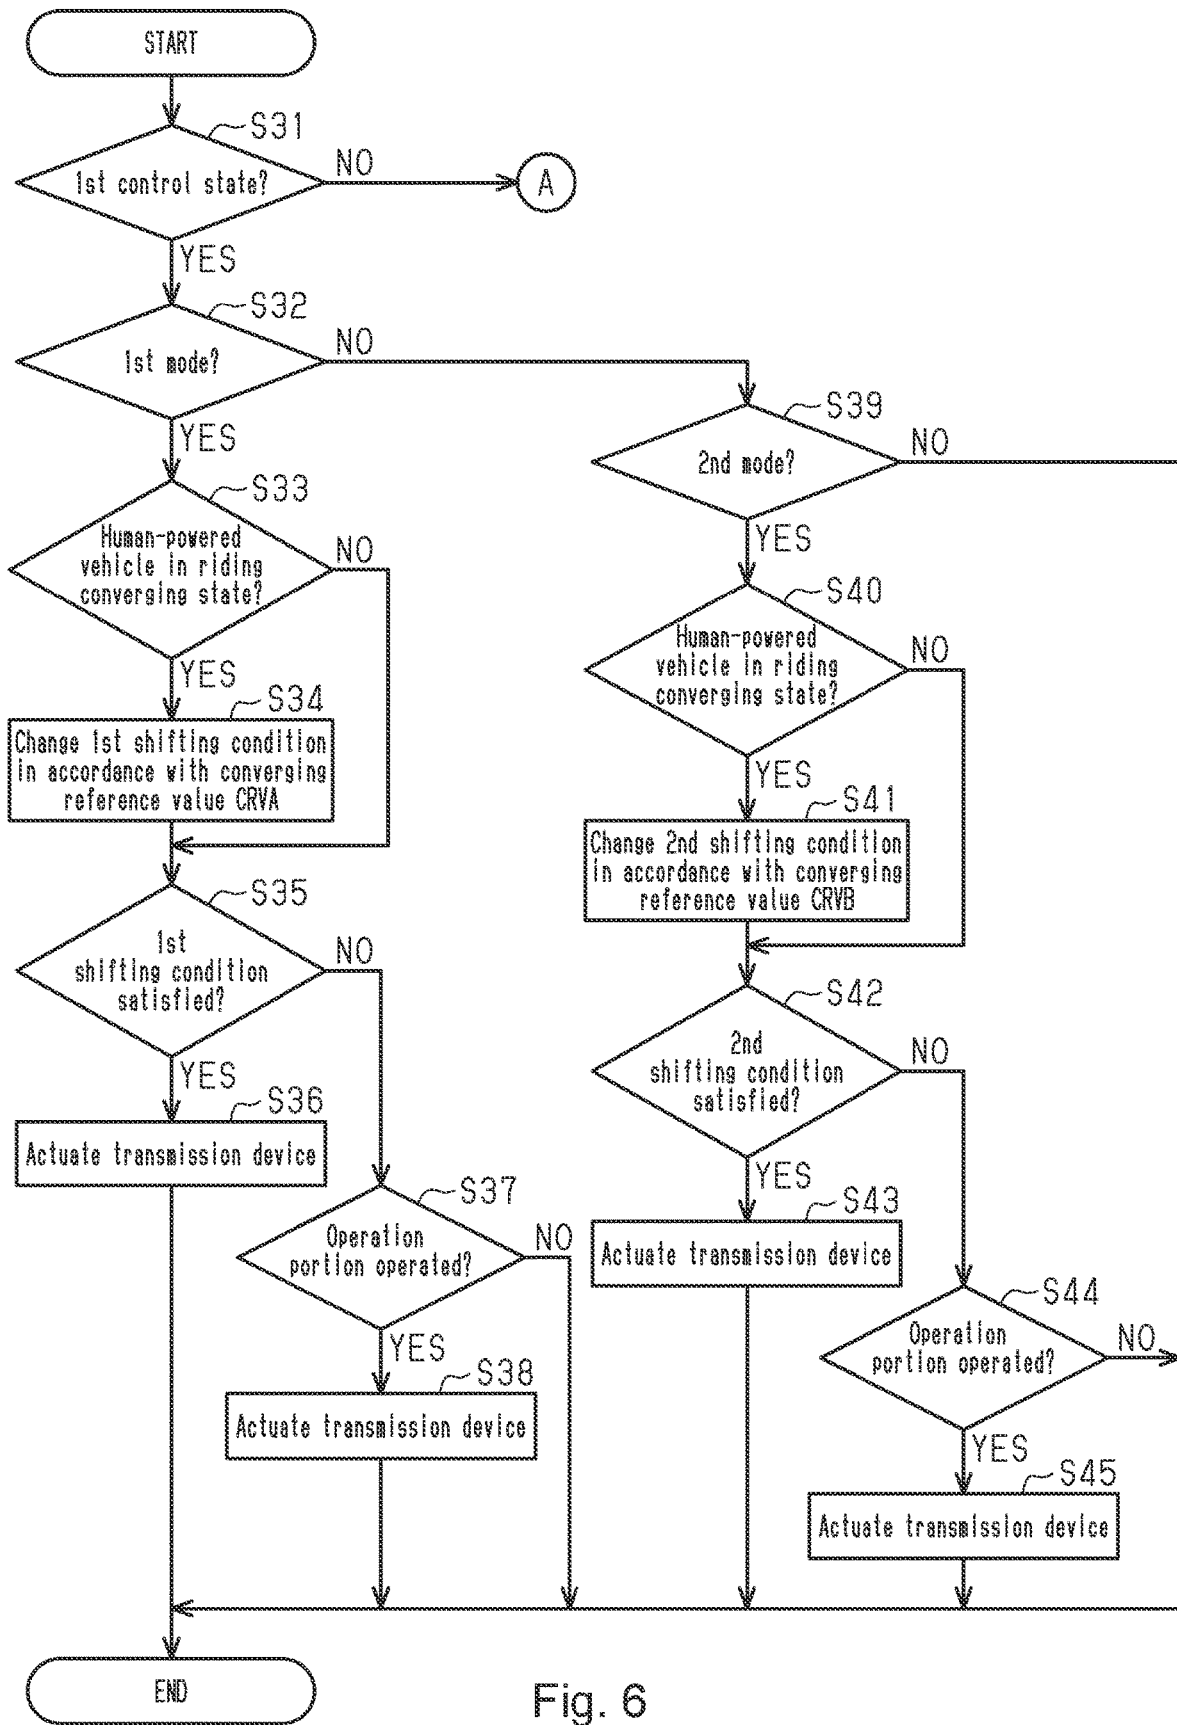 START
S31
1st control state?
NO
A
YES
S32
1st mode?
NO
YES
S33
Human-powered
vehicle in riding
converging state?
NO
YES
S34
Change 1st shifting condition
in accordance with converging
reference value CRVA
S35
1st
shifting condition
satisfied?
NO
YES
S36
Actuate transmission device
S37
Operation
portion operated?
NO
YES
S38
Actuate transmission device
S39
2nd mode?
NO
YES
S40
Human-powered
vehicle in riding
converging state?
NO
YES
S41
Change 2nd shifting condition
in accordance with converging
reference value CRVB
S42
2nd
shifting condition
satisfied?
NO
YES
S43
Actuate transmission device
S44
Operation
portion operated?
NO
YES
S45
Actuate transmission device
END
Fig. 6